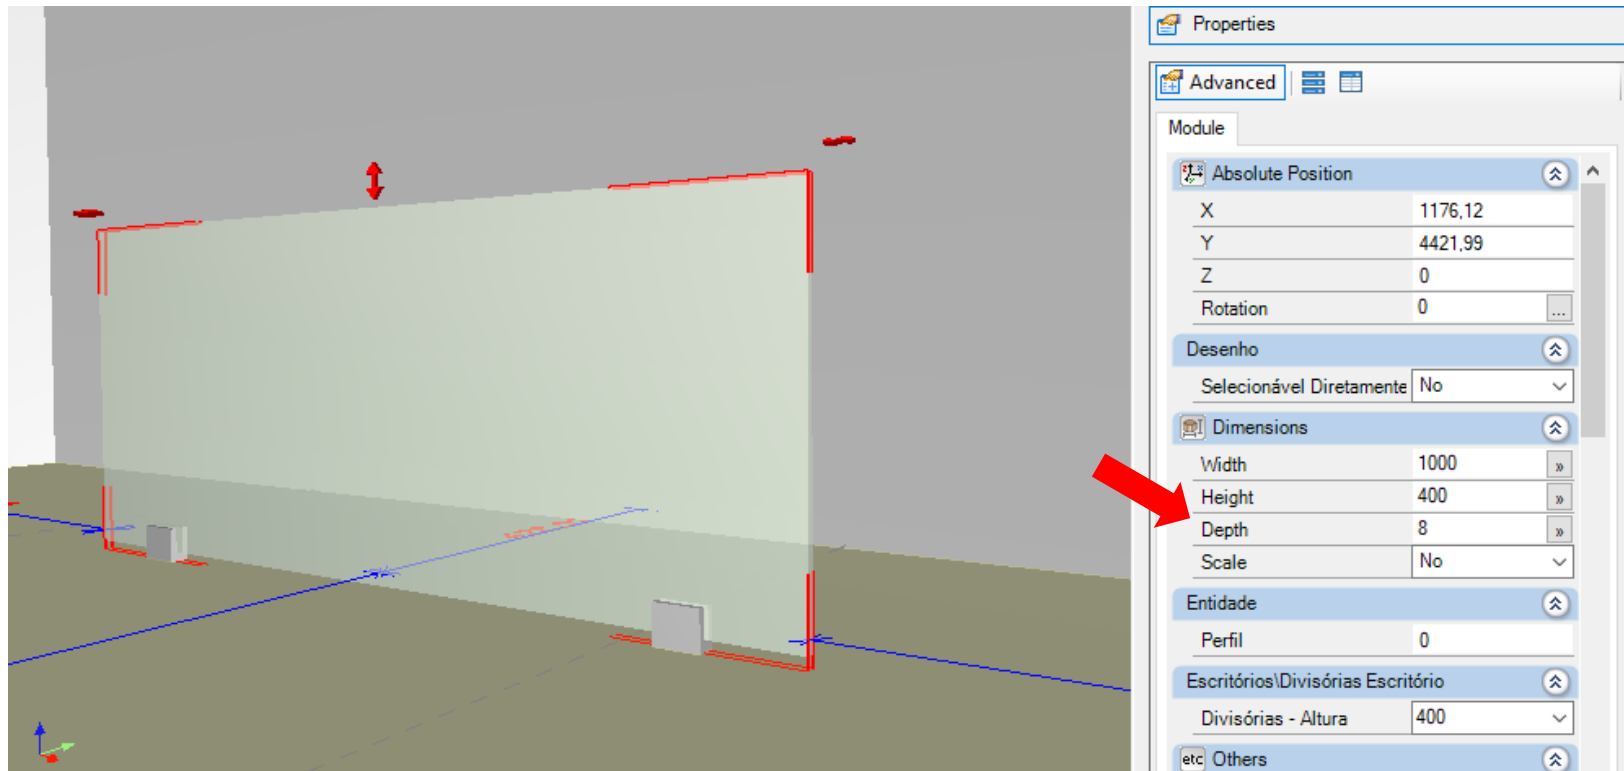 Properties
Advanced
Module
Absolute Position
X 1176,12
Y 4421,99
Z 0
Rotation 0 ...
Desenho
Selecionável Diretamente No
Dimensions
Width 1000 »
Height 400 »
Depth 8 »
Scale No
Entidade
Perfil 0
Escritórios\Divisórias Escritório
Divisórias - Altura 400
etc Others